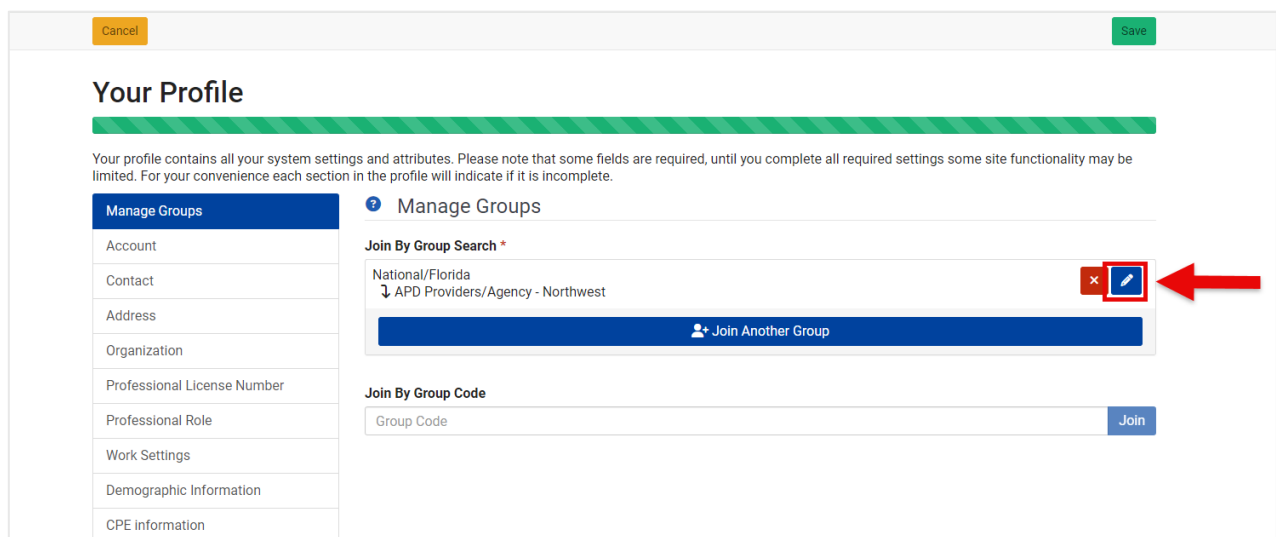 Cancel
Save
Your Profile
Your profile contains all your system settings and attributes. Please note that some fields are required, until you complete all required settings some site functionality may be
limited. For your convenience each section in the profile will indicate if it is incomplete.
Manage Groups
Account
Contact
Address
Organization
Professional License Number
Professional Role
Work Settings
Demographic Information
CPE information
Manage Groups
Join By Group Search *
National/Florida
APD Providers/Agency - Northwest
Join Another Group
Join By Group Code
Group Code
Join